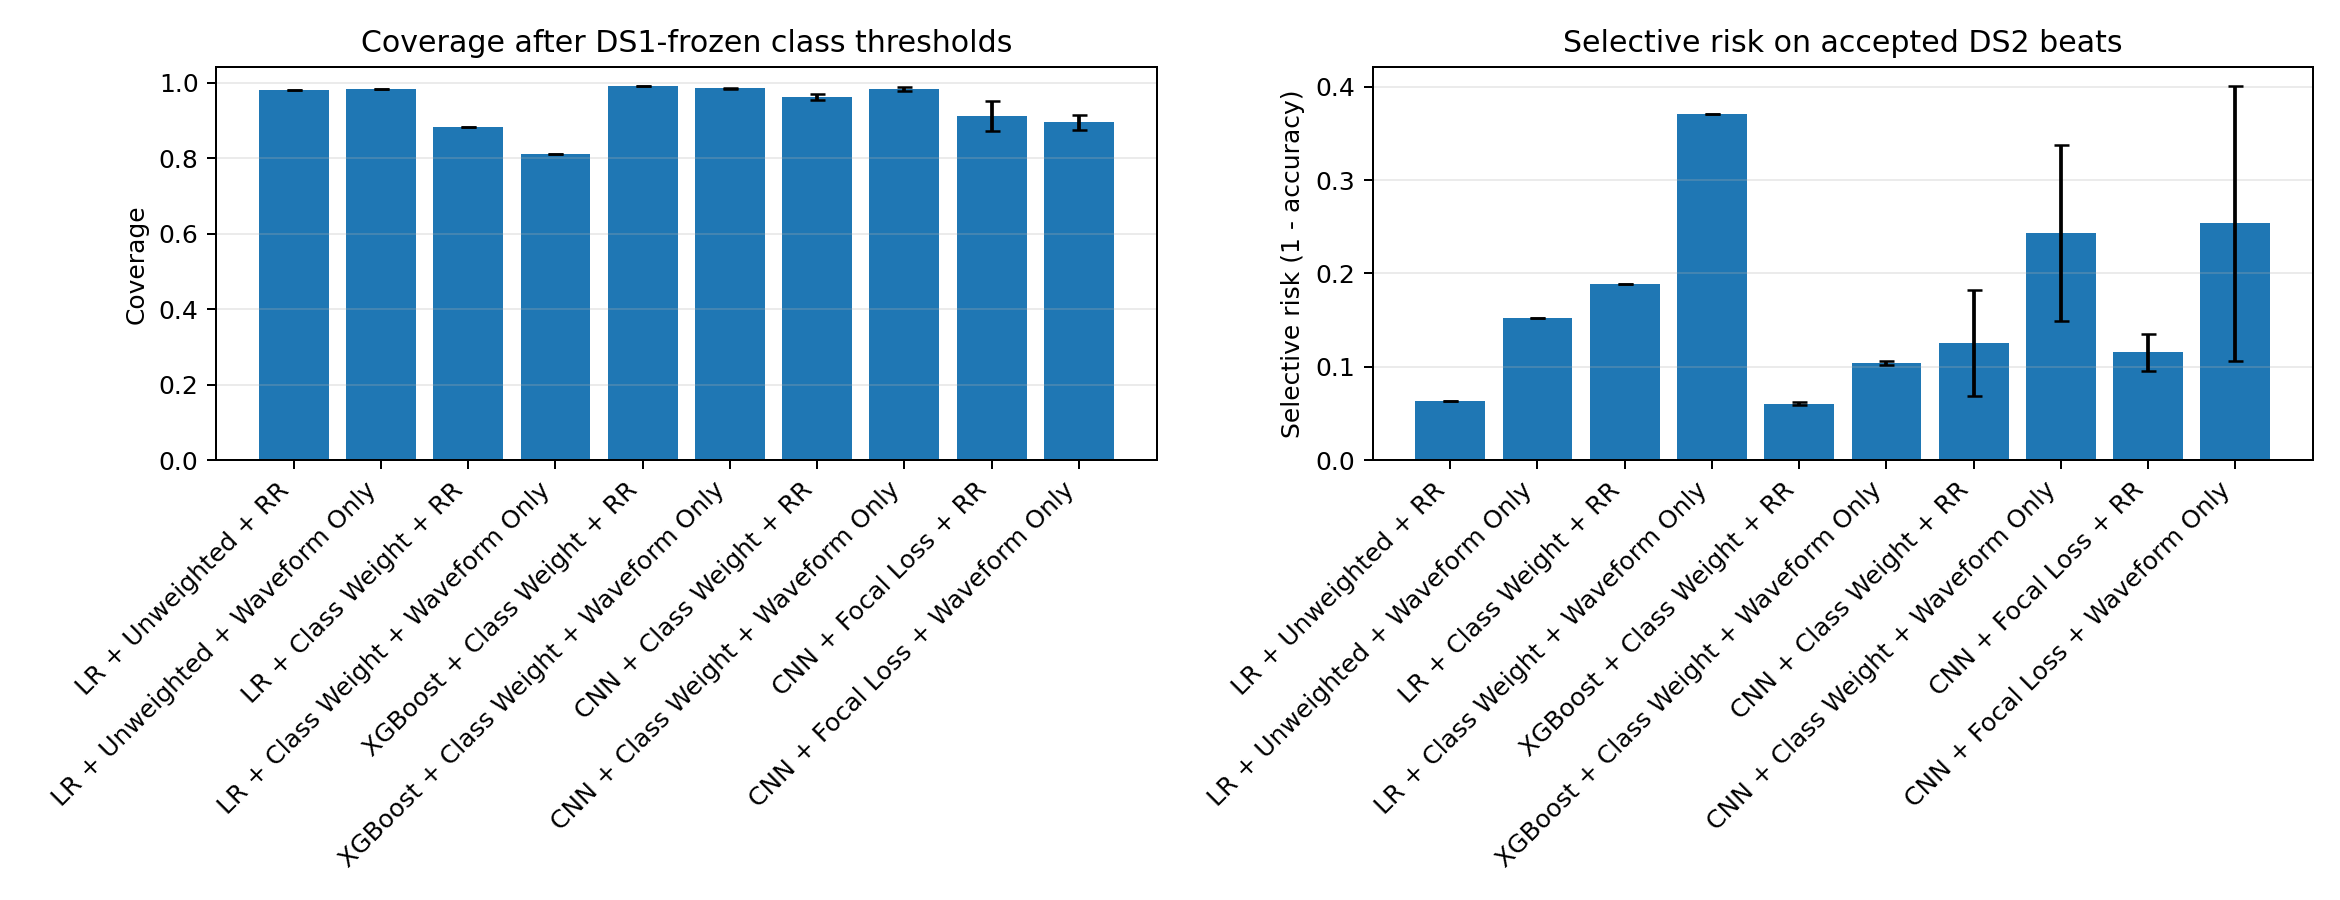 Coverage after DS1-frozen class thresholds
Coverage
1.0
0.8
0.6
0.4
0.2
0.0
LR + Unweighted + RR
LR + Unweighted + Waveform Only
LR + Class Weight + RR
LR + Class Weight + Waveform Only
XGBoost + Class Weight + RR
XGBoost + Class Weight + Waveform Only
CNN + Class Weight + RR
CNN + Class Weight + Waveform Only
CNN + Focal Loss + RR
CNN + Focal Loss + Waveform Only
Selective risk on accepted DS2 beats
Selective risk (1 - accuracy)
0.4
0.3
0.2
0.1
0.0
LR + Unweighted + RR
LR + Unweighted + Waveform Only
LR + Class Weight + RR
LR + Class Weight + Waveform Only
XGBoost + Class Weight + RR
XGBoost + Class Weight + Waveform Only
CNN + Class Weight + RR
CNN + Class Weight + Waveform Only
CNN + Focal Loss + RR
CNN + Focal Loss + Waveform Only